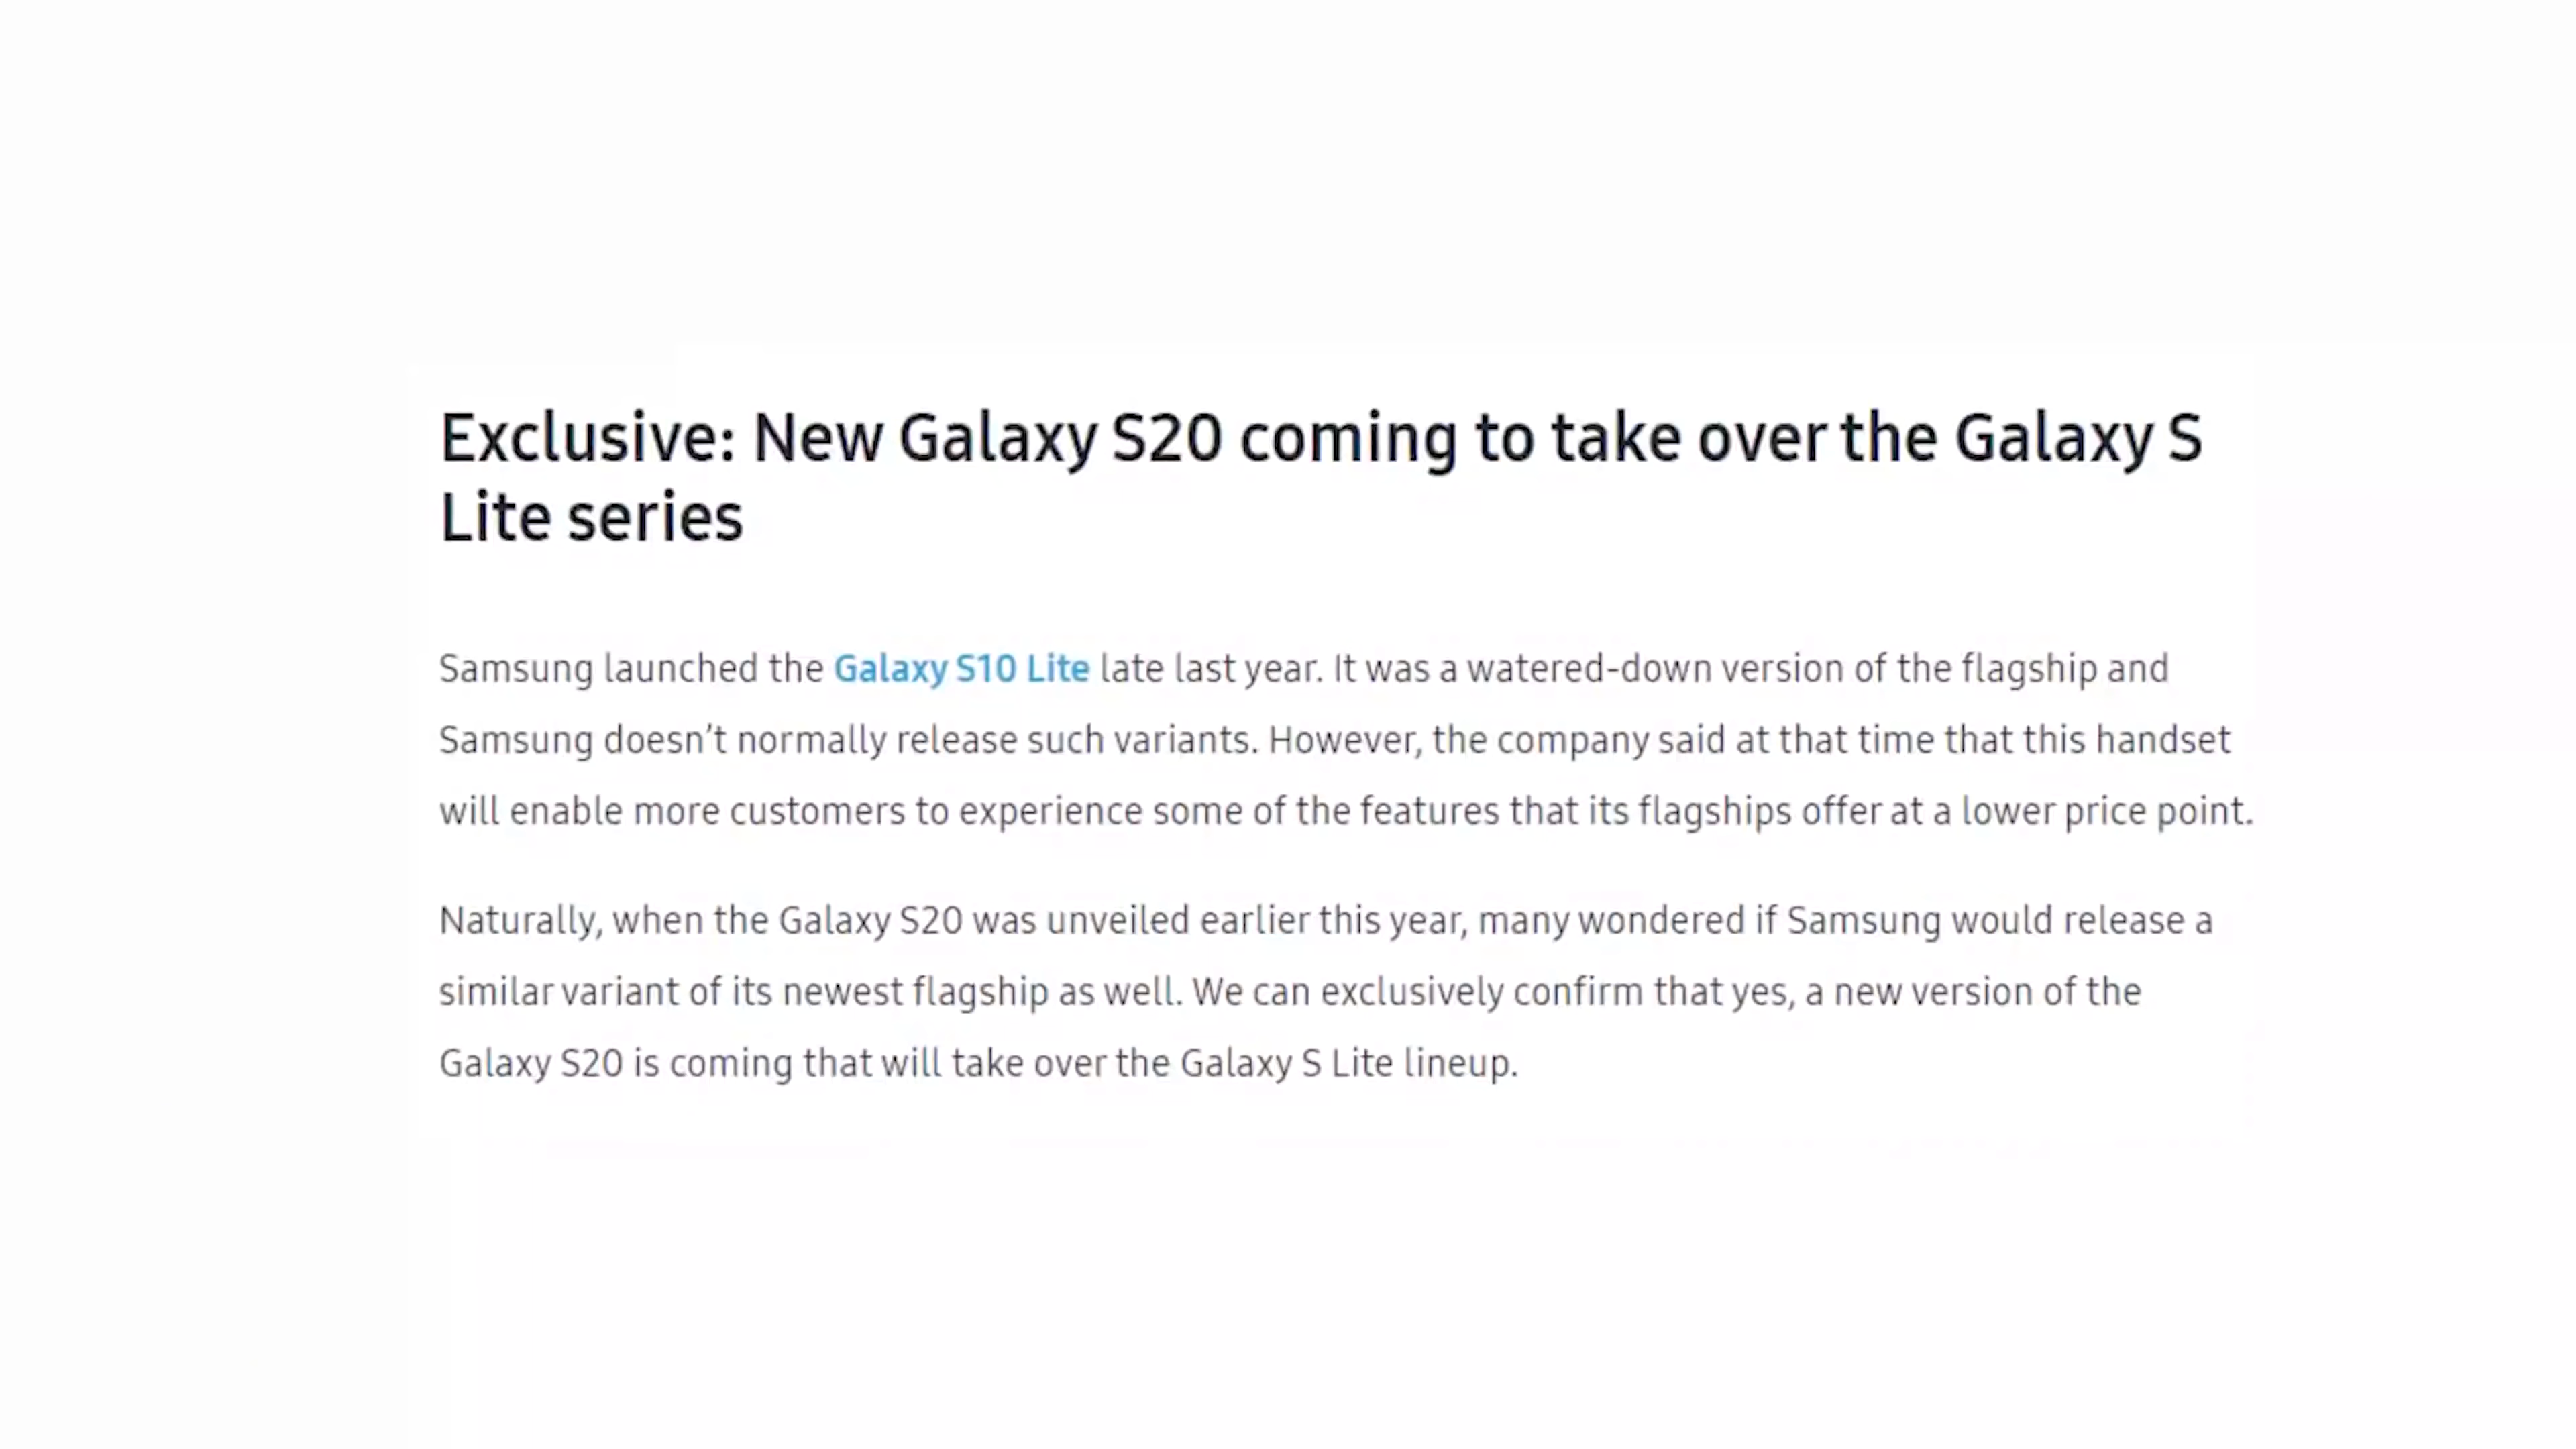 Exclusive: New Galaxy S20 coming to take over the Galaxy S
Lite series
Samsung launched the Galaxy S10 Lite late last year. It was a watered-down version of the flagship and
Samsung doesn’t normally release such variants. However, the company said at that time that this handset
will enable more customers to experience some of the features that its flagships offer at a lower price point.
Naturally, when the Galaxy S20 was unveiled earlier this year, many wondered if Samsung would release a
similar variant of its newest flagship as well. We can exclusively confirm that yes, a new version of the
Galaxy S20 is coming that will take over the Galaxy S Lite lineup.